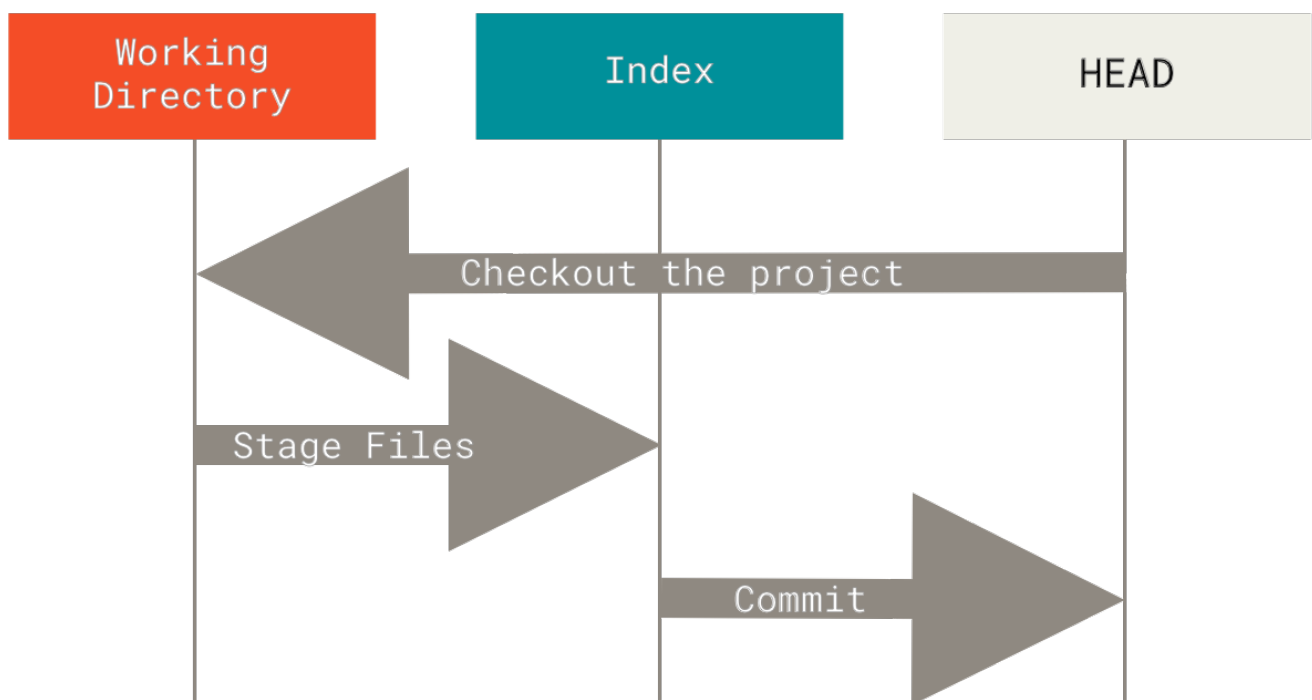 Working
Directory
Index
HEAD
Checkout the project
Stage Files
Commit